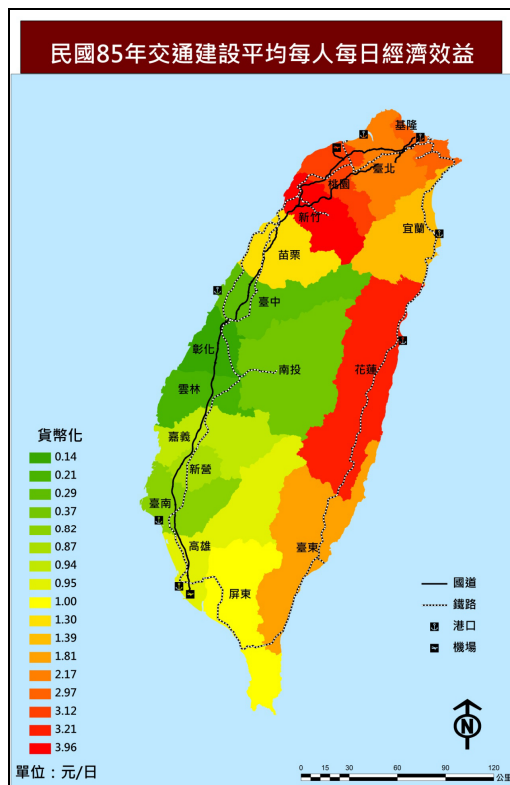 民國85年交通建設平均每人每日經濟效益
基隆
臺北
桃園
新竹
宜蘭
苗栗
臺中
彰化
南投
花蓮
雲林
嘉義
新營
臺南
高雄
臺東
屏東
貨幣化
0.14
0.21
0.29
0.37
0.82
0.87
0.94
0.95
1.00
1.30
1.39
1.81
2.17
2.97
3.12
3.21
3.96
單位：元/日
國道
鐵路
港口
機場
N
0 15 30 60 90 120
公里